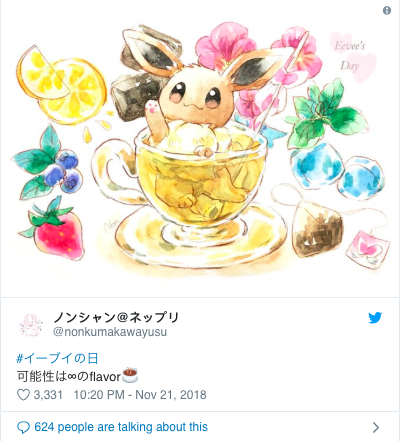 Eevee's
Day
ノンシャン@ネップリ
@nonkumakawayusu
#イーブイの日
可能性は∞のflavor☕
3,331 10:20 PM - Nov 21, 2018
624 people are talking about this